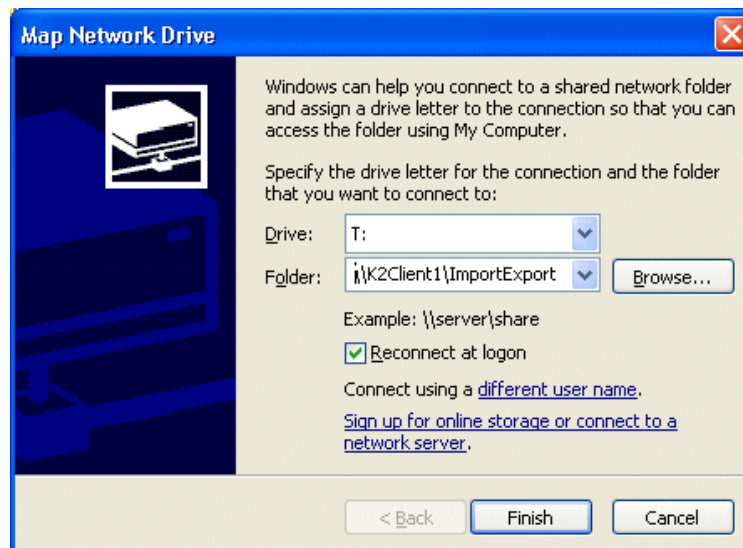 Map Network Drive
Windows can help you connect to a shared network folder
and assign a drive letter to the connection so that you can
access the folder using My Computer.
Specify the drive letter for the connection and the folder
that you want to connect to:
Drive: T:
Folder: \\K2Client1\ImportExport Browse...
Example: \\server\share
Reconnect at logon
Connect using a different user name.
Sign up for online storage or connect to a
network server.
< Back Finish Cancel